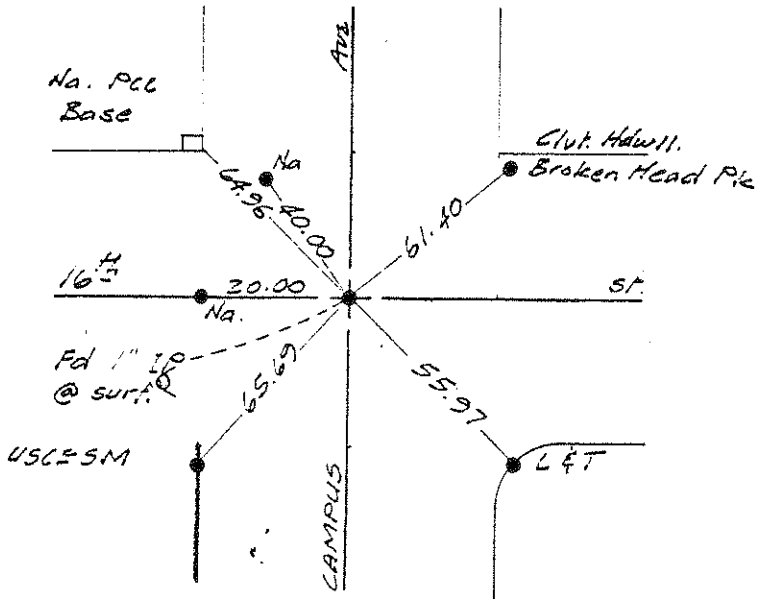 Ave
Na. Pcc
Base
Na
Clvt. Hdwll.
Broken Head Pic
64.96
40.00
61.40
16th
20.00
St.
Na.
Fd 1" IP
@ surf.
65.69
55.97
USC&SM
L & T
CAMPUS